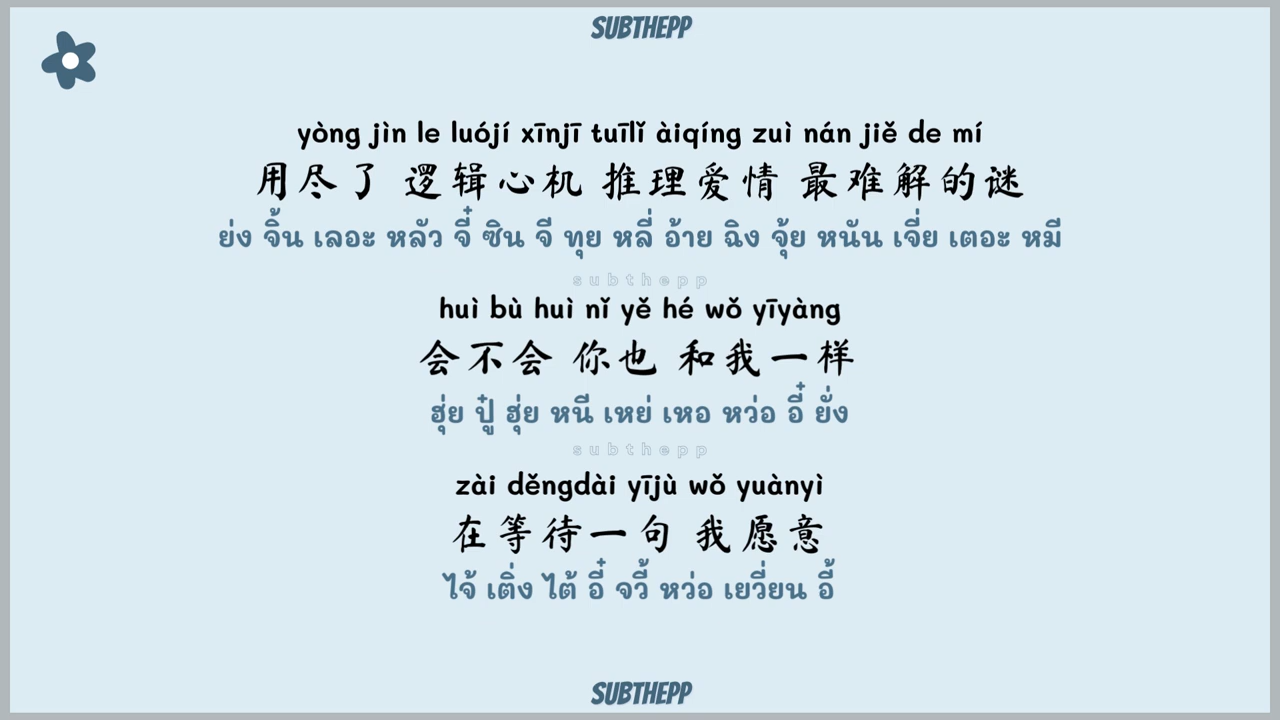 SUBTHEPP
yòng jìn le luójí xīnjī tuīlǐ àiqíng zuì nán jiě de mí
用尽了 逻辑心机 推理爱情 最难解的谜
ย่ง จิ้น เลอะ หลัว จี๋ ซิน จี ทุย หลี่ อ้าย ฉิง จุ้ย หนัน เจี่ย เตอะ หมี
subthepp
huì bù huì nǐ yě hé wǒ yīyàng
会不会 你也 和我一样
ฮุ่ย ปู๋ ฮุ่ย หนี เหย่ เหอ หว่อ อี๋ ยั่ง
subthepp
zài děngdài yījù wǒ yuànyì
在等待一句 我愿意
ไจ้ เติ่ง ไต้ อี๋ จวี้ หว่อ เยวี่ยน อี้
SUBTHEPP